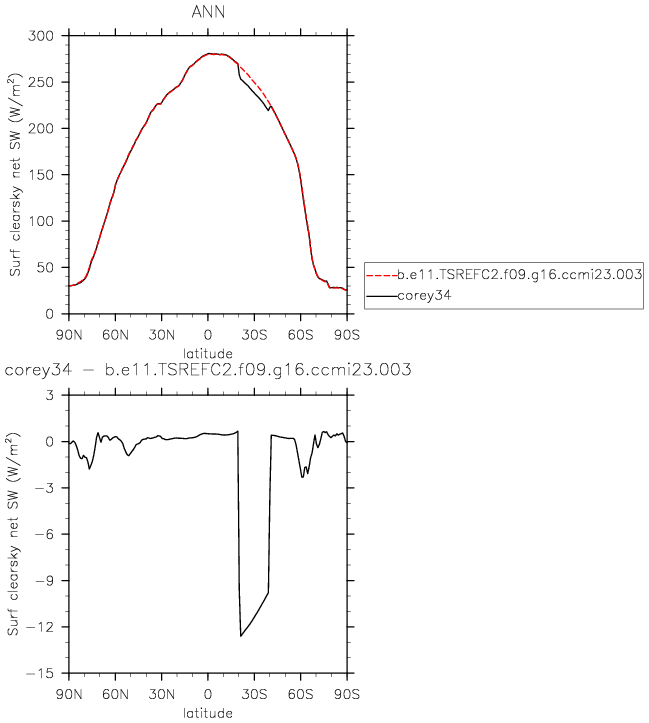 ANN
300
250
200
150
100
50
0
Surf clearsky net SW (W/m²)
90N 60N 30N 0 30S 60S 90S
latitude
b.e11.TSREFC2.f09.g16.ccmi23.003
corey34
corey34 - b.e11.TSREFC2.f09.g16.ccmi23.003
3
0
-3
-6
-9
-12
-15
Surf clearsky net SW (W/m²)
90N 60N 30N 0 30S 60S 90S
latitude